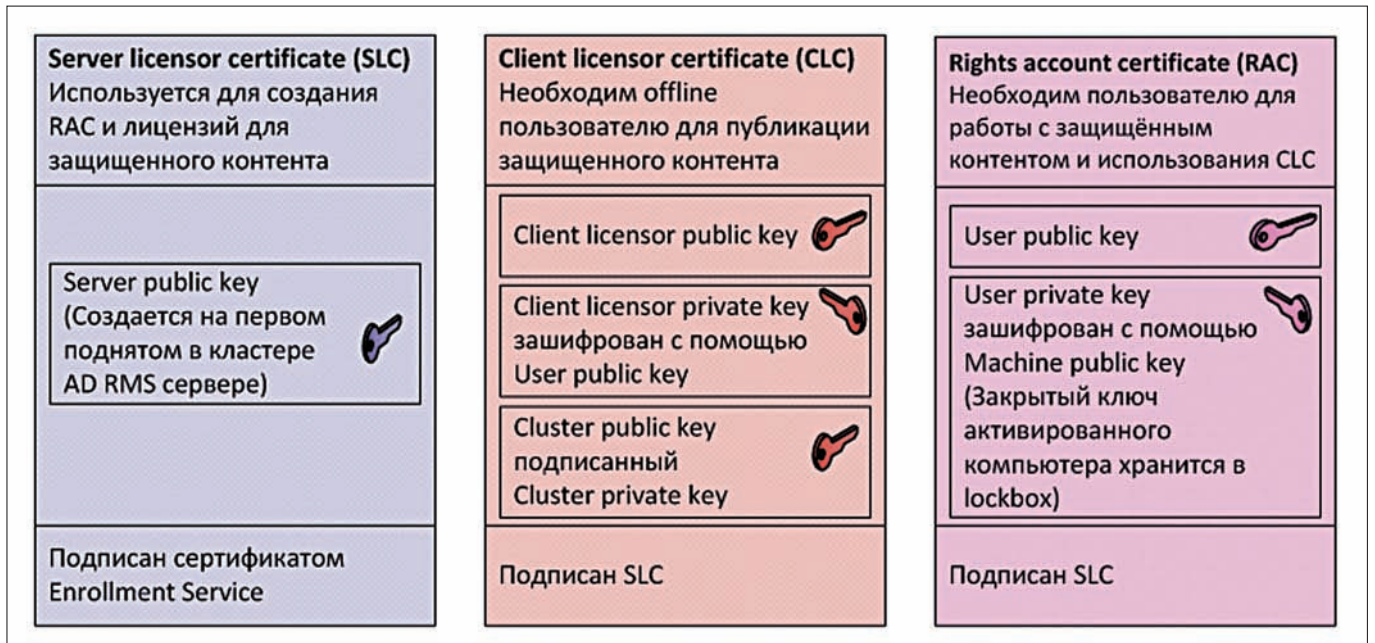 Server licensor certificate (SLC)
Используется для создания
RAC и лицензий для
защищенного контента
Server public key
(Создается на первом
поднятом в кластере
AD RMS сервере)
Подписан сертификатом
Enrollment Service
Client licensor certificate (CLC)
Необходим offline
пользователю для публикации
защищенного контента
Client licensor public key
Client licensor private key
зашифрован с помощью
User public key
Cluster public key
подписанный
Cluster private key
Подписан SLC
Rights account certificate (RAC)
Необходим пользователю для
работы с защищённым
контентом и использования CLC
User public key
User private key
зашифрован с помощью
Machine public key
(Закрытый ключ
активированного
компьютера хранится в
lockbox)
Подписан SLC